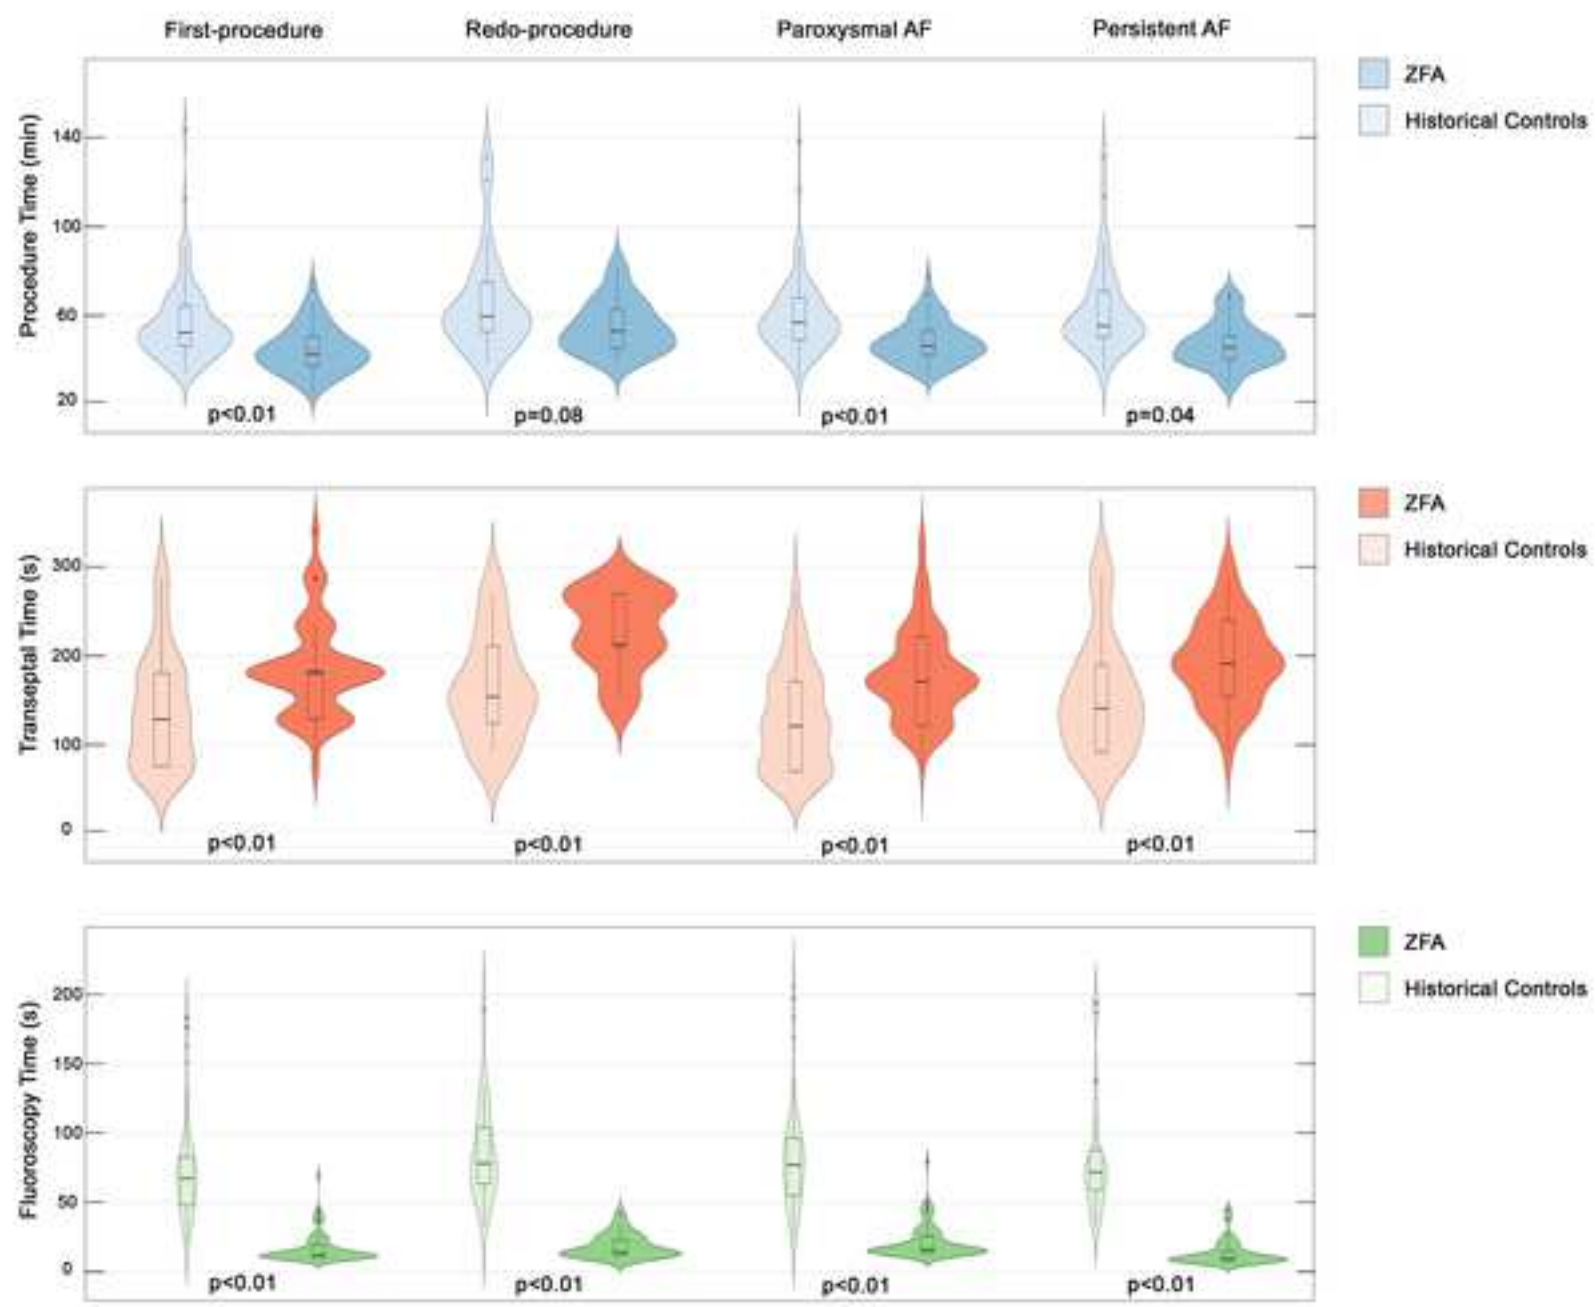 First-procedure Redo-procedure Paroxysmal AF Persistent AF
Procedure Time (min)
140
100
60
20
p<0.01 p=0.08 p<0.01 p=0.04
ZFA
Historical Controls
Transeptal Time (s)
300
200
100
0
p<0.01 p<0.01 p<0.01 p<0.01
ZFA
Historical Controls
Fluoroscopy Time (s)
200
150
100
50
0
p<0.01 p<0.01 p<0.01 p<0.01
ZFA
Historical Controls